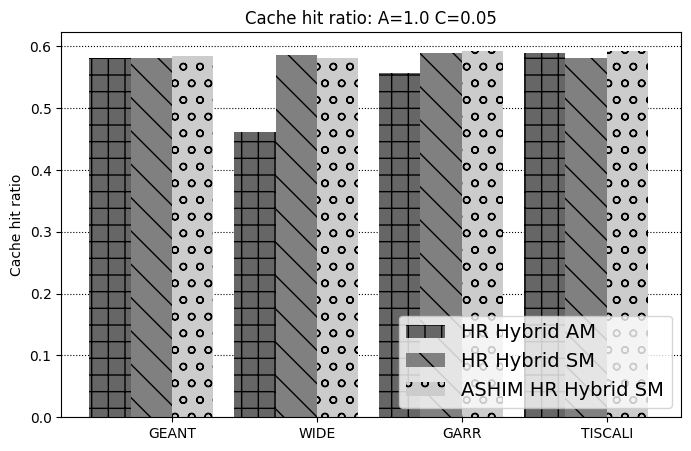 Cache hit ratio: A=1.0 C=0.05
0.6
0.5
0.4
0.3
0.2
0.1
0.0
Cache hit ratio
HR Hybrid AM
HR Hybrid SM
ASHIM HR Hybrid SM
GEANT WIDE GARR TISCALI